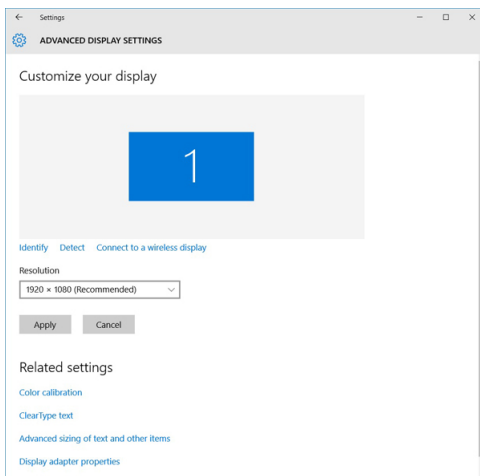 Settings
ADVANCED DISPLAY SETTINGS
Customize your display
1
Identify Detect Connect to a wireless display
Resolution
1920 × 1080 (Recommended)
Apply Cancel
Related settings
Color calibration
ClearType text
Advanced sizing of text and other items
Display adapter properties